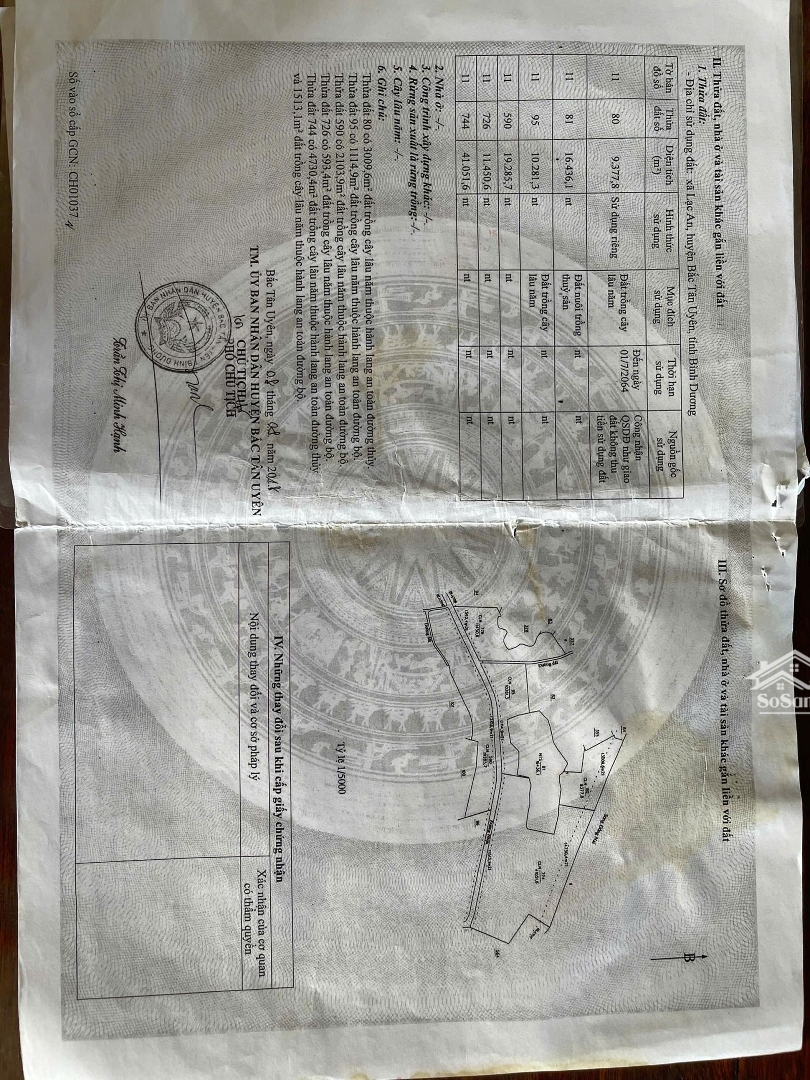 II. Thửa đất, nhà ở và tài sản khác gắn liền với đất
1. Thửa đất:
- Địa chỉ sử dụng đất: xã Lạc An, huyện Bắc Tân Uyên, tỉnh Bình Dương
Tờ bản đồ số | Thửa đất số | Diện tích (m²) | Hình thức sử dụng | Mục đích sử dụng | Thời hạn sử dụng | Nguồn gốc sử dụng
11 | 80 | 9.377,8 | Sử dụng riêng | Đất trồng cây lâu năm | Đến ngày 01/7/2064 | Công nhận QSDĐ như giao đất không thu tiền sử dụng đất
11 | 81 | 16.436,1 | nt | Đất nuôi trồng thuỷ sản | nt | nt
11 | 95 | 10.281,3 | nt | Đất trồng cây lâu năm | nt | nt
11 | 590 | 19.285,7 | nt | nt | nt | nt
11 | 726 | 11.450,6 | nt | nt | nt | nt
11 | 744 | 41.051,6 | nt | nt | nt | nt
2. Nhà ở: -/-.
3. Công trình xây dựng khác: -/-.
4. Rừng sản xuất là rừng trồng: -/-.
5. Cây lâu năm: -/-.
6. Ghi chú:
Thửa đất 80 có 3009,6m² đất trồng cây lâu năm thuộc hành lang an toàn đường thủy.
Thửa đất 95 có 1114,9m² đất trồng cây lâu năm thuộc hành lang an toàn đường bộ.
Thửa đất 590 có 2103,9m² đất trồng cây lâu năm thuộc hành lang an toàn đường bộ.
Thửa đất 726 có 593,4m² đất trồng cây lâu năm thuộc hành lang an toàn đường bộ.
Thửa đất 744 có 4730,4m² đất trồng cây lâu năm thuộc hành lang an toàn đường thủy
và 1513,1m² đất trồng cây lâu năm thuộc hành lang an toàn đường bộ.
Bắc Tân Uyên, ngày tháng năm
TM. ỦY BAN NHÂN DÂN HUYỆN BẮC TÂN UYÊN
CHỦ TỊCH
PHÓ CHỦ TỊCH
Trần Thị Minh Hạnh
Số vào sổ cấp GCN: CH01037
III. Sơ đồ thửa đất, nhà ở và tài sản khác gắn liền với đất
B
Tỷ lệ 1/5000
IV. Những thay đổi sau khi cấp giấy chứng nhận
Nội dung thay đổi và cơ sở pháp lý | Xác nhận của cơ quan có thẩm quyền